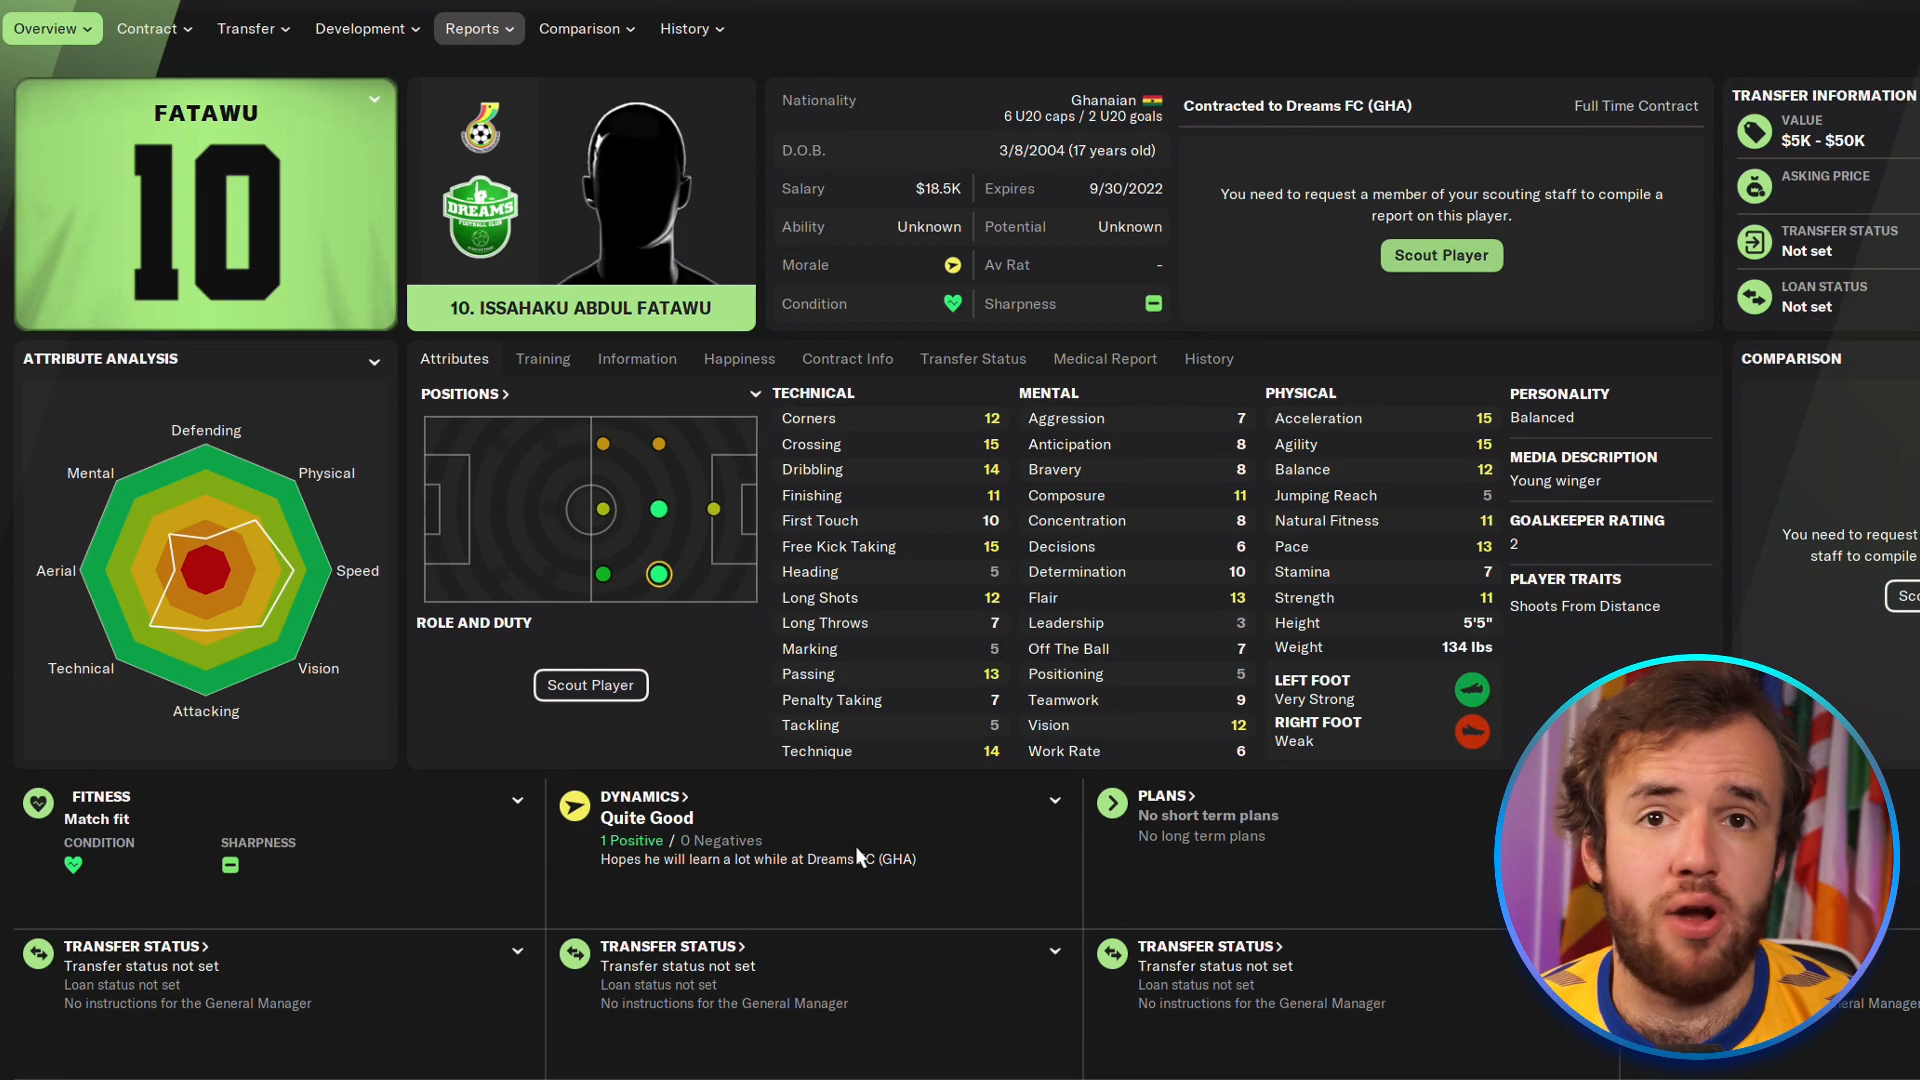 Overview
Contract
Transfer
Development
Reports
Comparison
History
FATAWU
10
DREAMS
FOOTBALL CLUB
10. ISSAHAKU ABDUL FATAWU
Nationality
Ghanaian
6 U20 caps / 2 U20 goals
D.O.B.
3/8/2004 (17 years old)
Salary $18.5K
Expires 9/30/2022
Ability Unknown
Potential Unknown
Morale
Av Rat -
Condition
Sharpness
Contracted to Dreams FC (GHA)
Full Time Contract
You need to request a member of your scouting staff to compile a
report on this player.
Scout Player
TRANSFER INFORMATION
VALUE
$5K - $50K
ASKING PRICE
TRANSFER STATUS
Not set
LOAN STATUS
Not set
ATTRIBUTE ANALYSIS
Defending
Mental
Physical
Aerial
Speed
Technical
Vision
Attacking
Attributes
Training
Information
Happiness
Contract Info
Transfer Status
Medical Report
History
POSITIONS >
ROLE AND DUTY
Scout Player
TECHNICAL
Corners 12
Crossing 15
Dribbling 14
Finishing 11
First Touch 10
Free Kick Taking 15
Heading 5
Long Shots 12
Long Throws 7
Marking 5
Passing 13
Penalty Taking 7
Tackling 5
Technique 14
MENTAL
Aggression 7
Anticipation 8
Bravery 8
Composure 11
Concentration 8
Decisions 6
Determination 10
Flair 13
Leadership 3
Off The Ball 7
Positioning 5
Teamwork 9
Vision 12
Work Rate 6
PHYSICAL
Acceleration 15
Agility 15
Balance 12
Jumping Reach 5
Natural Fitness 11
Pace 13
Stamina 7
Strength 11
Height 5'5"
Weight 134 lbs
LEFT FOOT
Very Strong
RIGHT FOOT
Weak
PERSONALITY
Balanced
MEDIA DESCRIPTION
Young winger
GOALKEEPER RATING
2
PLAYER TRAITS
Shoots From Distance
COMPARISON
You need to request
staff to compile
Sco
FITNESS
Match fit
CONDITION
SHARPNESS
DYNAMICS >
Quite Good
1 Positive / 0 Negatives
Hopes he will learn a lot while at Dreams FC (GHA)
PLANS >
No short term plans
No long term plans
TRANSFER STATUS >
Transfer status not set
Loan status not set
No instructions for the General Manager
TRANSFER STATUS >
Transfer status not set
Loan status not set
No instructions for the General Manager
TRANSFER STATUS >
Transfer status not set
Loan status not set
No instructions for the General Manager
eral Manager